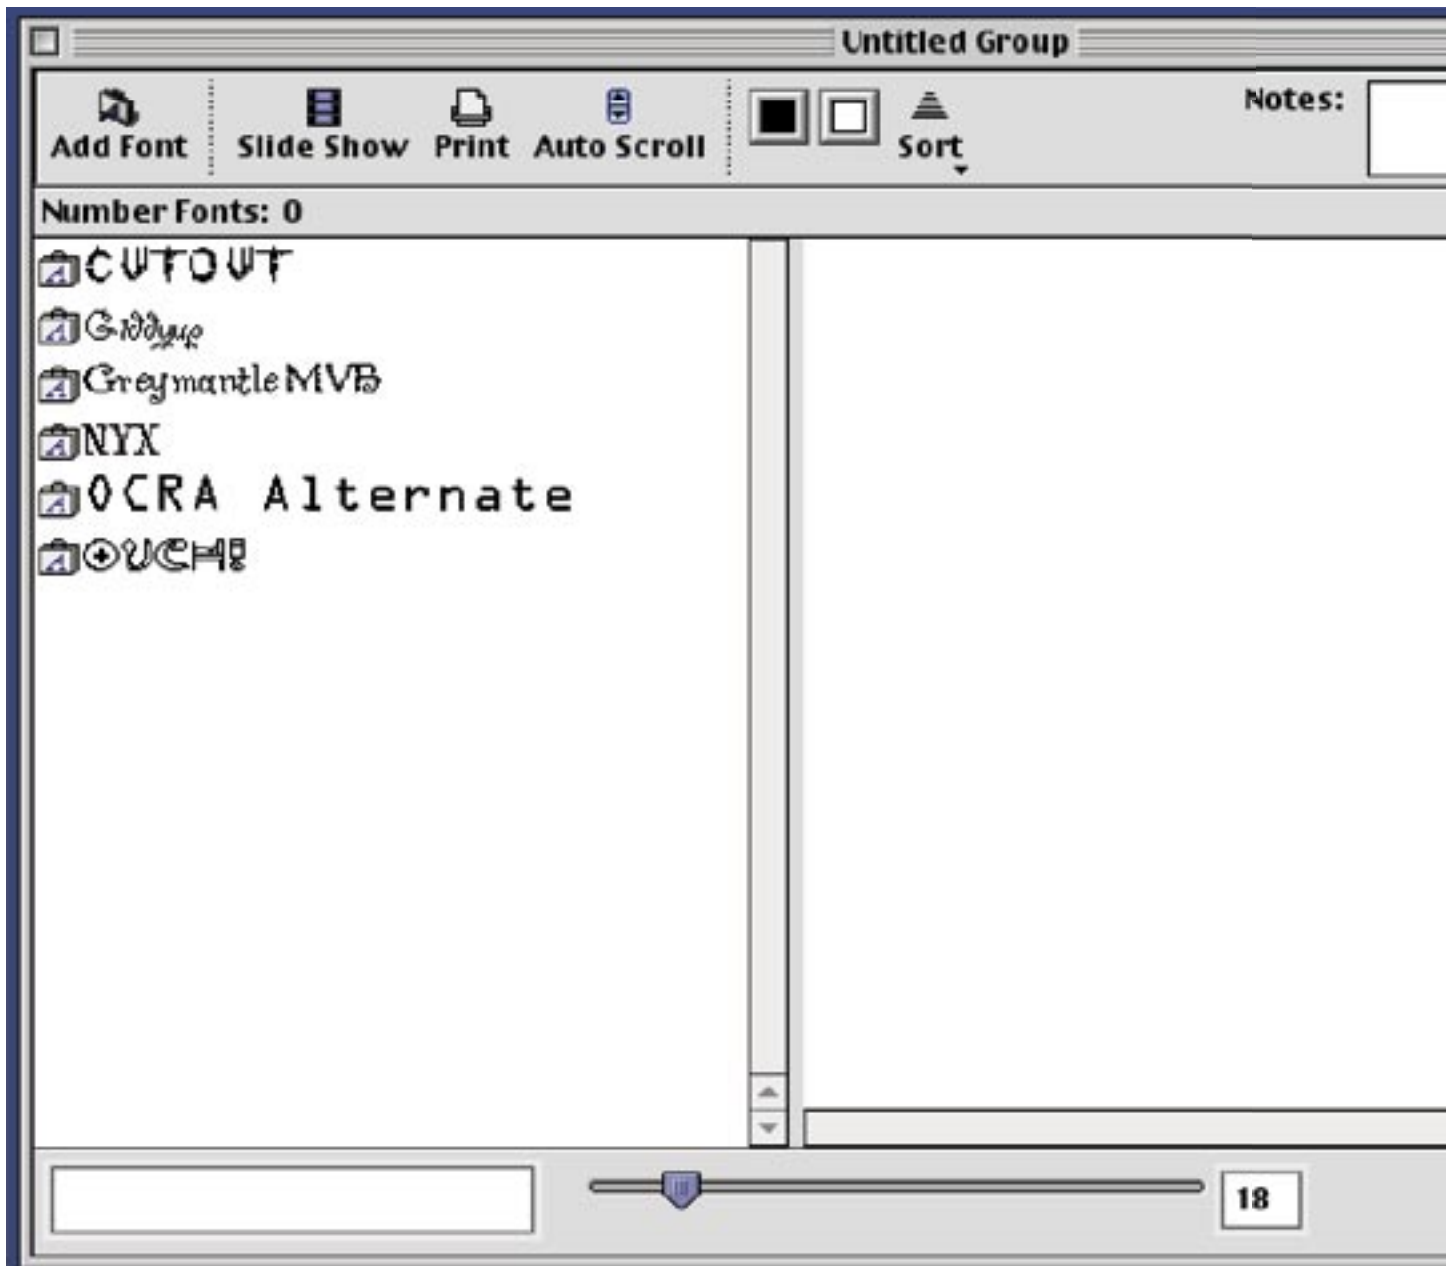 Untitled Group
Add Font Slide Show Print Auto Scroll Sort Notes:
Number Fonts: 0
CUTOUT
Giddyup
Greymantle MVB
NYX
OCRA Alternate
OUCH!
18